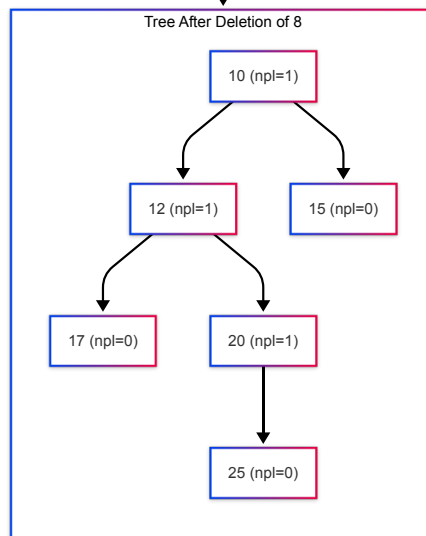 Tree After Deletion of 8
10 (npl=1)
12 (npl=1)
15 (npl=0)
17 (npl=0)
20 (npl=1)
25 (npl=0)